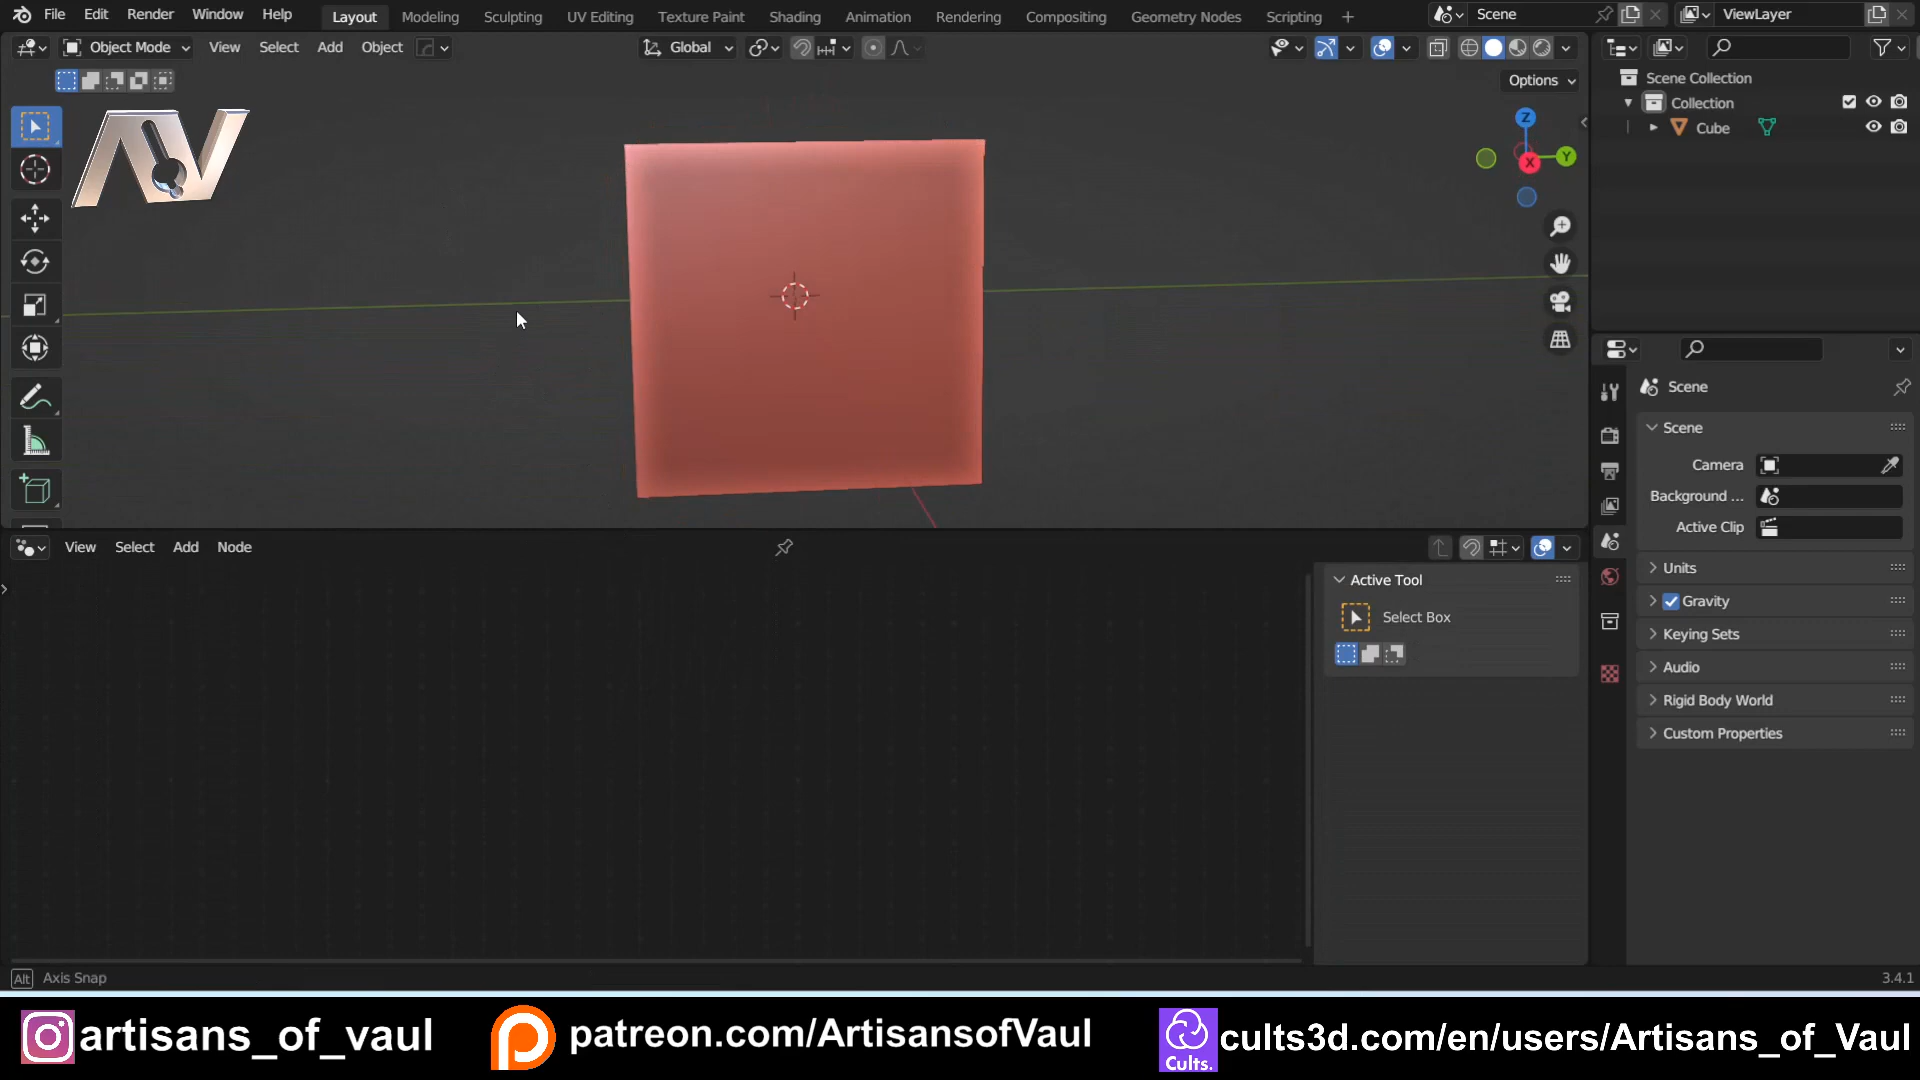 File Edit Render Window Help Layout Modeling Sculpting UV Editing Texture Paint Shading Animation Rendering Compositing Geometry Nodes Scripting + Scene ViewLayer
Object Mode View Select Add Object Global
Options
Scene Collection
Collection
Cube
Z
Y
X
AV
Scene
Scene
Camera
Background ...
Active Clip
Units
Gravity
Keying Sets
Audio
Rigid Body World
Custom Properties
View Select Add Node
Active Tool
Select Box
Alt Axis Snap
3.4.1
artisans_of_vaul patreon.com/ArtisansofVaul Cults. cults3d.com/en/users/Artisans_of_Vaul